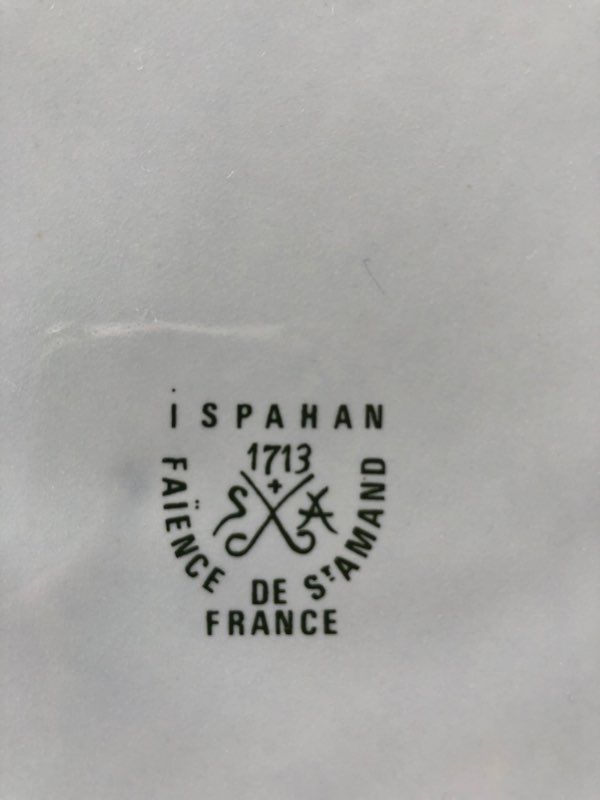 iSPAHAN
1713
S A
FAÏENCE DE St AMAND
FRANCE